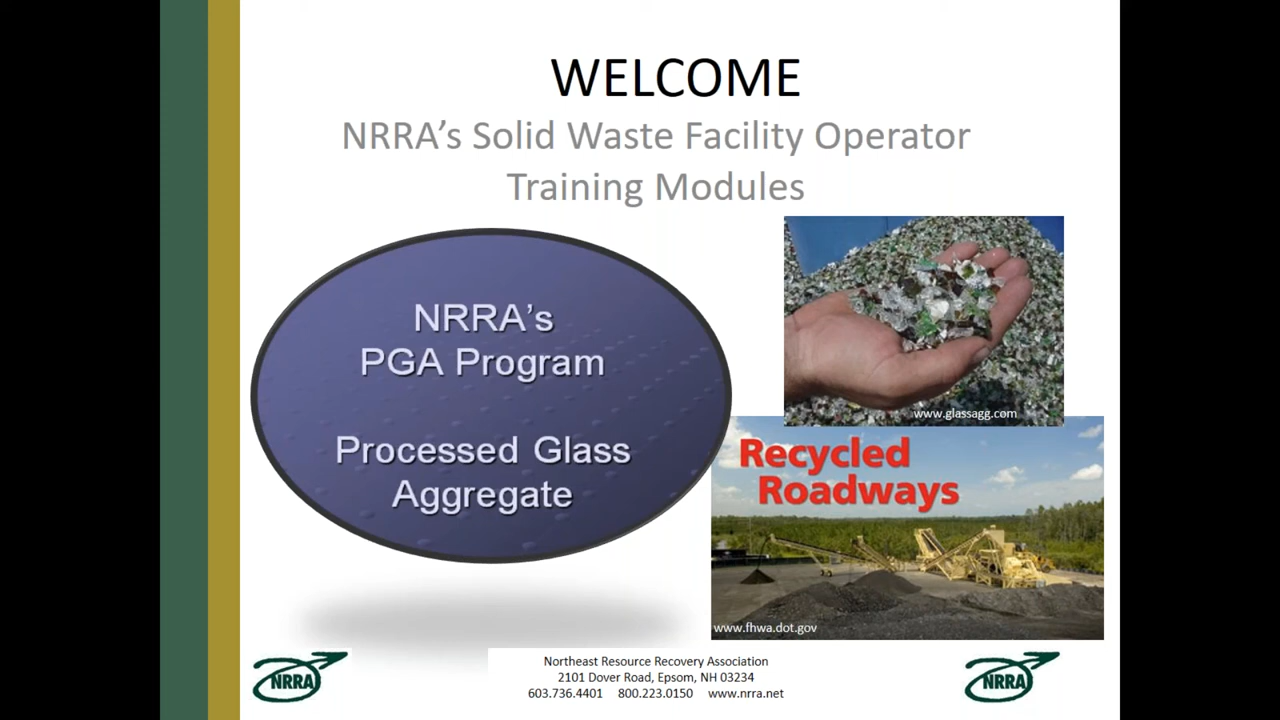 WELCOME
NRRA's Solid Waste Facility Operator
Training Modules
NRRA's
PGA Program
Processed Glass
Aggregate
www.glassagg.com
Recycled
Roadways
www.fhwa.dot.gov
NRRA
Northeast Resource Recovery Association
2101 Dover Road, Epsom, NH 03234
603.736.4401 800.223.0150 www.nrra.net
NRRA